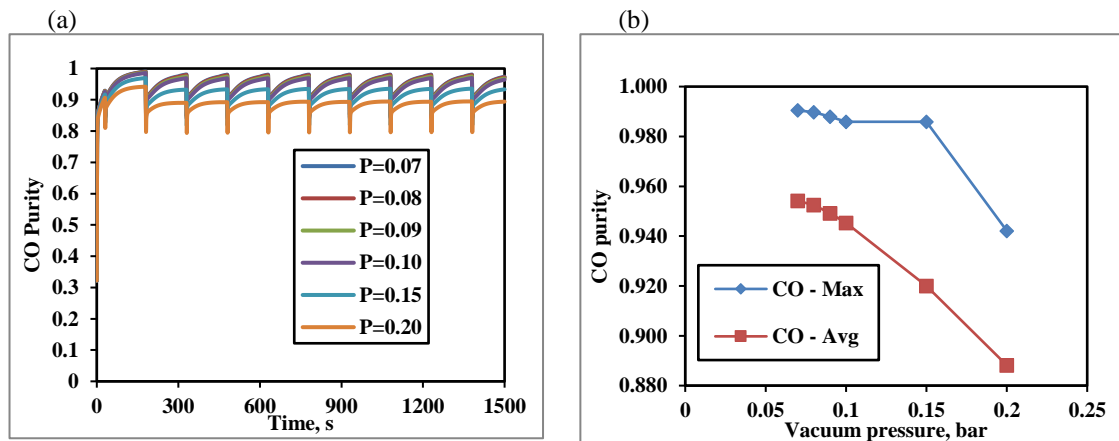 (a)
1
0.9
0.8
0.7
0.6
0.5
0.4
0.3
0.2
0.1
0
CO Purity
0 300 600 900 1200 1500
Time, s
P=0.07
P=0.08
P=0.09
P=0.10
P=0.15
P=0.20
(b)
1.000
0.980
0.960
0.940
0.920
0.900
0.880
CO purity
0 0.05 0.1 0.15 0.2 0.25
Vacuum pressure, bar
CO - Max
CO - Avg